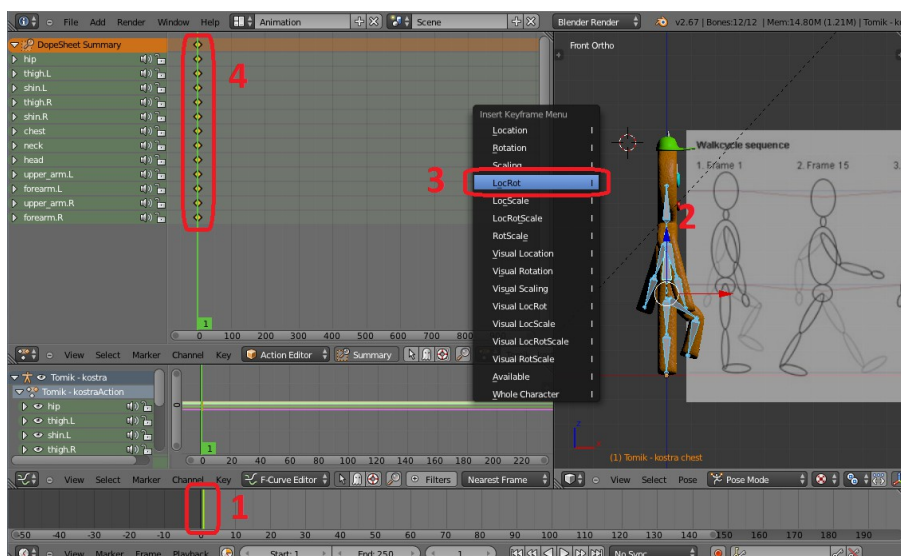 File Add Render Window Help Animation Scene Blender Render v2.67 | Bones:12/12 | Mem:14.80M (1.21M) | Tomik - k
DopeSheet Summary
hip
thigh.L
shin.L
thigh.R
shin.R
chest
neck
head
upper_arm.L
forearm.L
upper_arm.R
forearm.R
4
1
0 100 200 300 400 500 600 700 800
View Select Marker Channel Key Action Editor Summary
Tomik - kostra
Tomik - kostraAction
hip
thigh.L
shin.L
thigh.R
1
0 20 40 60 80 100 120 140 160 180 200 220
View Select Marker Channel Key F-Curve Editor Filters Nearest Frame
Insert Keyframe Menu
Location I
Rotation I
Scaling I
LocRot I
LocScale I
LocRotScale I
RotScale I
Visual Location I
Visual Rotation I
Visual Scaling I
Visual LocRot I
Visual LocScale I
Visual LocRotScale I
Visual RotScale I
Available I
Whole Character I
3
Front Ortho
Walkcycle sequence
1. Frame 1 2. Frame 15 3.
2
z
(1) Tomik - kostra chest
View Select Pose Pose Mode
1
-50 -40 -30 -20 -10 0 10 20 30 40 50 60 70 80 90 100 110 120 130 140 150 160 170 180 190
View Marker Frame Playback Start: 1 End: 250 1 No Sync